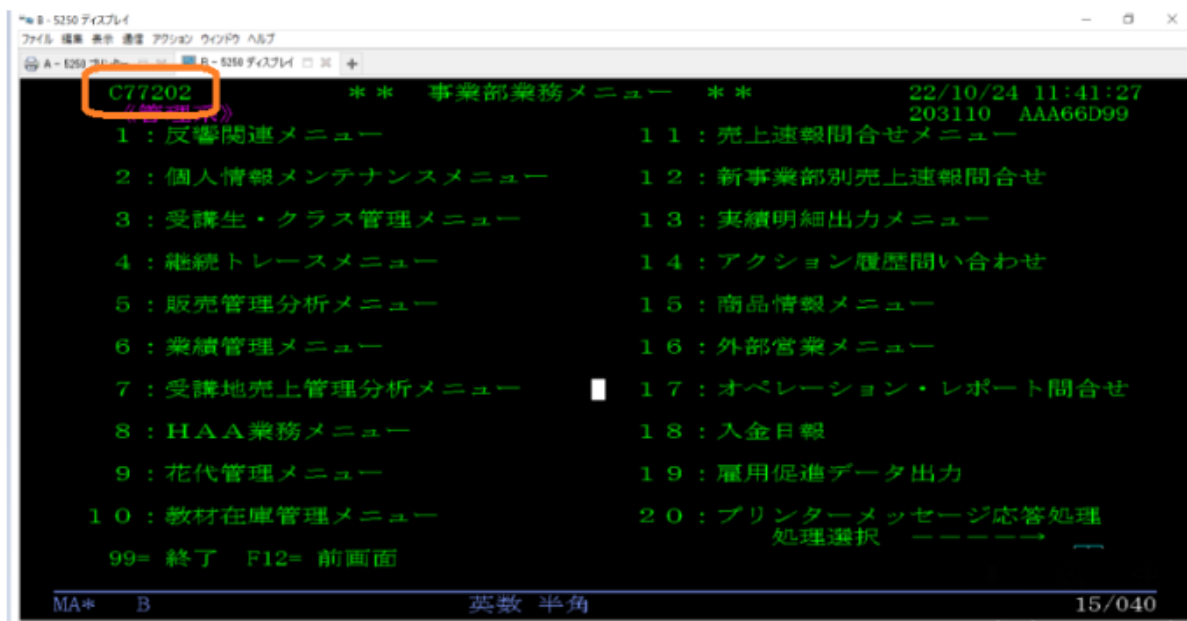 B - 5250 ディスプレイ
ファイル 編集 表示 通信 アクション ウィンドウ ヘルプ
A - 5250 B - 5250 ディスプレイ
C77202 ** 事業部業務メニュー ** 22/10/24 11:41:27
《管理系》 203110 AAA66D99
1 : 反響関連メニュー 11 : 売上速報問合せメニュー
2 : 個人情報メンテナンスメニュー 12 : 新事業部別売上速報問合せ
3 : 受講生・クラス管理メニュー 13 : 実績明細出力メニュー
4 : 継続トレースメニュー 14 : アクション履歴問い合わせ
5 : 販売管理分析メニュー 15 : 商品情報メニュー
6 : 業績管理メニュー 16 : 外部営業メニュー
7 : 受講地売上管理分析メニュー 17 : オペレーション・レポート問合せ
8 : HAA業務メニュー 18 : 入金日報
9 : 花代管理メニュー 19 : 雇用促進データ出力
10 : 教材在庫管理メニュー 20 : プリンターメッセージ応答処理
処理選択 －－－－－→
99= 終了 F12= 前画面
MA* B 英数 半角 15/040